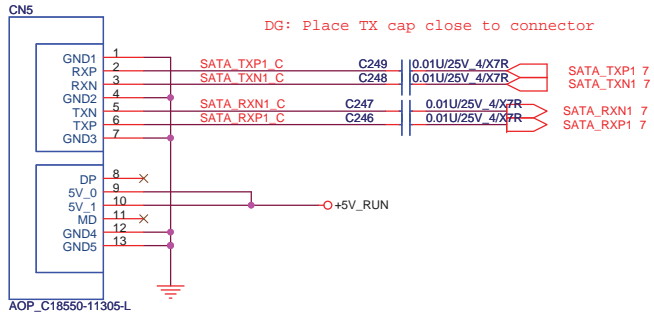 CN5
DG: Place TX cap close to connector
GND1 1
RXP 2 SATA_TXP1_C C249 0.01U/25V_4/X7R SATA_TXP1 7
RXN 3 SATA_TXN1_C C248 0.01U/25V_4/X7R SATA_TXN1 7
GND2 4
TXN 5 SATA_RXN1_C C247 0.01U/25V_4/X7R SATA_RXN1 7
TXP 6 SATA_RXP1_C C246 0.01U/25V_4/X7R SATA_RXP1 7
GND3 7
DP 8
5V_0 9
5V_1 10 +5V_RUN
MD 11
GND4 12
GND5 13
AOP_C18550-11305-L